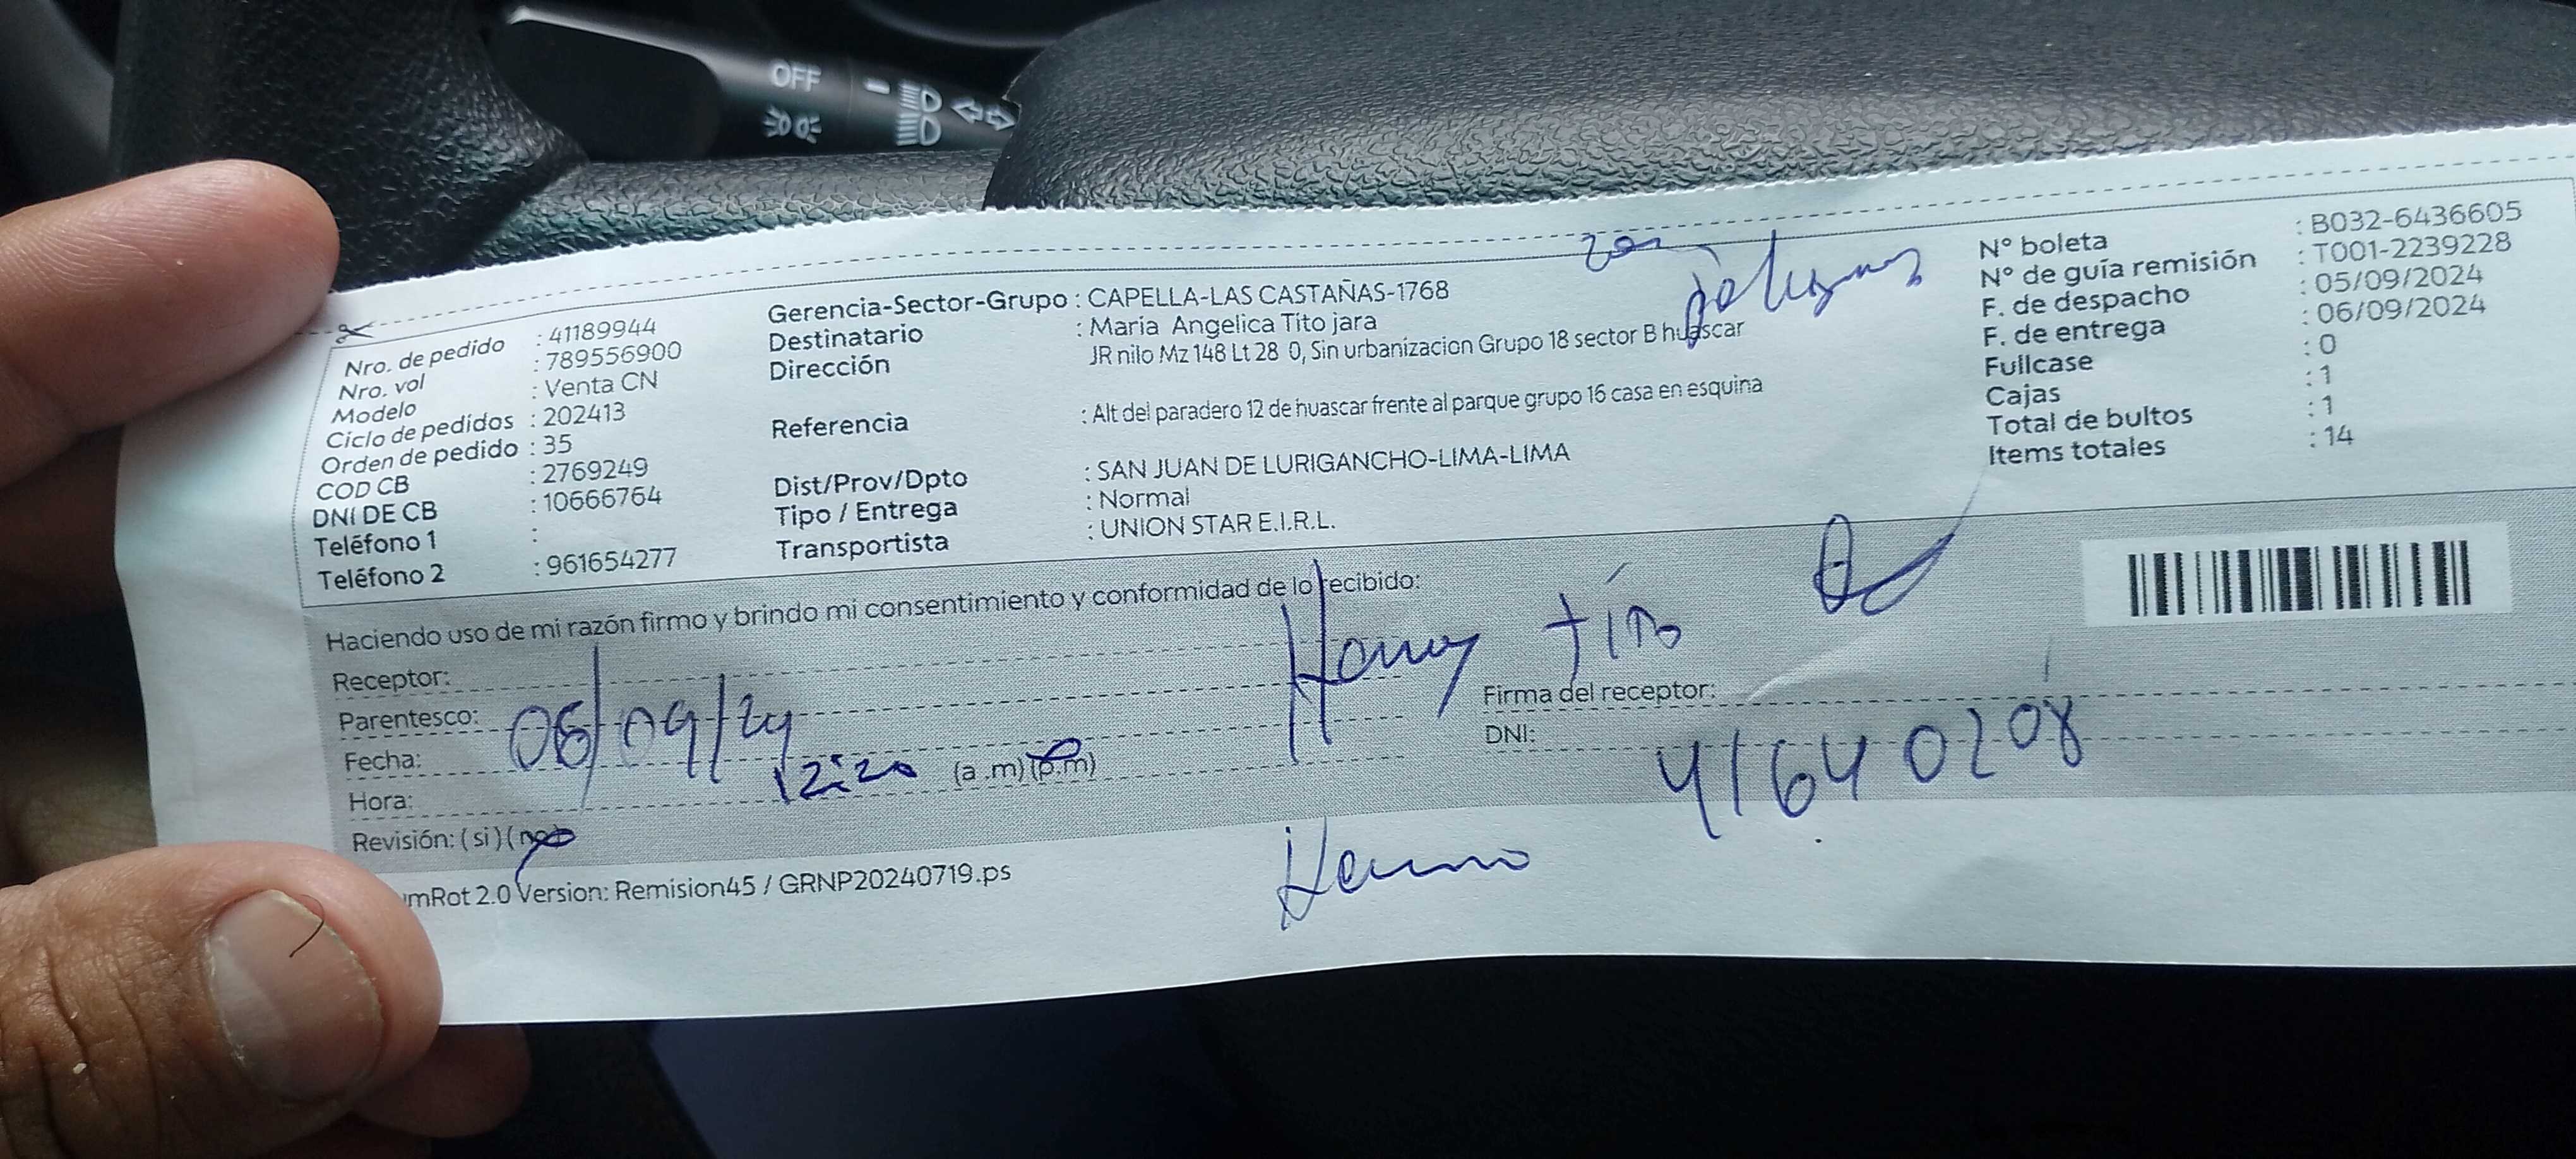 OFF
Nro. de pedido : 41189944
Nro. vol : 789556900
Modelo : Venta CN
Ciclo de pedidos : 202413
Orden de pedido : 35
COD CB : 2769249
DNI DE CB : 10666764
Teléfono 1 :
Teléfono 2 : 961654277
Gerencia-Sector-Grupo : CAPELLA-LAS CASTAÑAS-1768
Destinatario : Maria Angelica Tito jara
Dirección JR nilo Mz 148 Lt 28 0, Sin urbanizacion Grupo 18 sector B huascar
Referencia : Alt del paradero 12 de huascar frente al parque grupo 16 casa en esquina
Dist/Prov/Dpto : SAN JUAN DE LURIGANCHO-LIMA-LIMA
Tipo / Entrega : Normal
Transportista : UNION STAR E.I.R.L.
N° boleta : B032-6436605
N° de guía remisión : T001-2239228
F. de despacho : 05/09/2024
F. de entrega : 06/09/2024
Fullcase : 0
Cajas : 1
Total de bultos : 1
Items totales : 14
Haciendo uso de mi razón firmo y brindo mi consentimiento y conformidad de lo recibido:
Receptor: Tito
Parentesco:
Fecha: 06/09/24
Hora: 12:20 (a .m) (p.m)
Revisión: ( si ) ( no
Firma del receptor:
DNI: 41640208
mRot 2.0 Version: Remision45 / GRNP20240719.ps